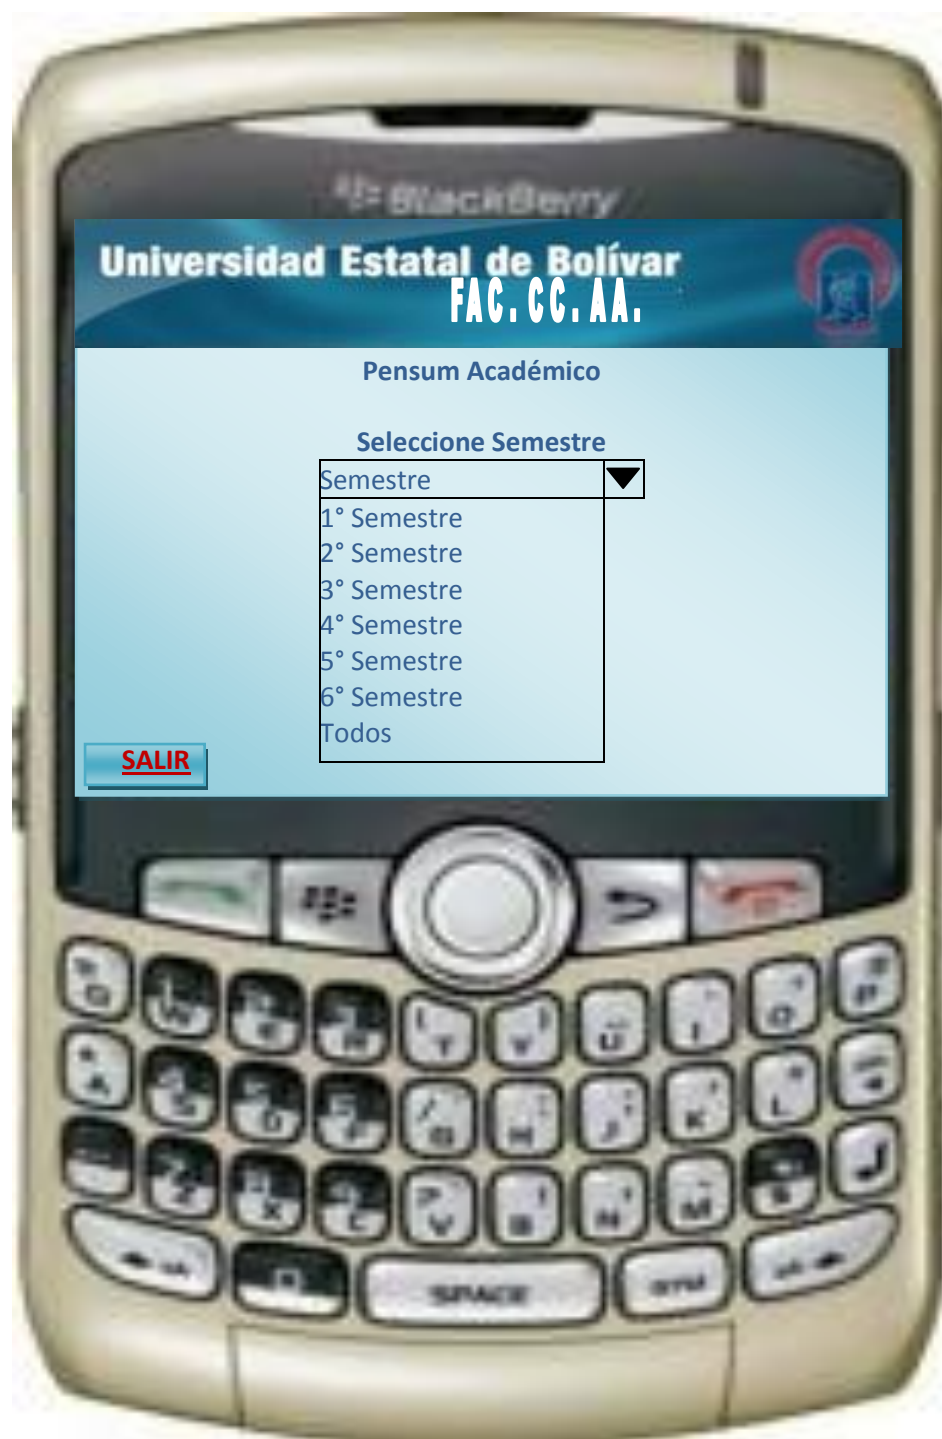 BlackBerry
Universidad Estatal de Bolívar
FAC. CC. AA.
Pensum Académico
Seleccione Semestre
Semestre
1° Semestre
2° Semestre
3° Semestre
4° Semestre
5° Semestre
6° Semestre
Todos
SALIR
SPACE